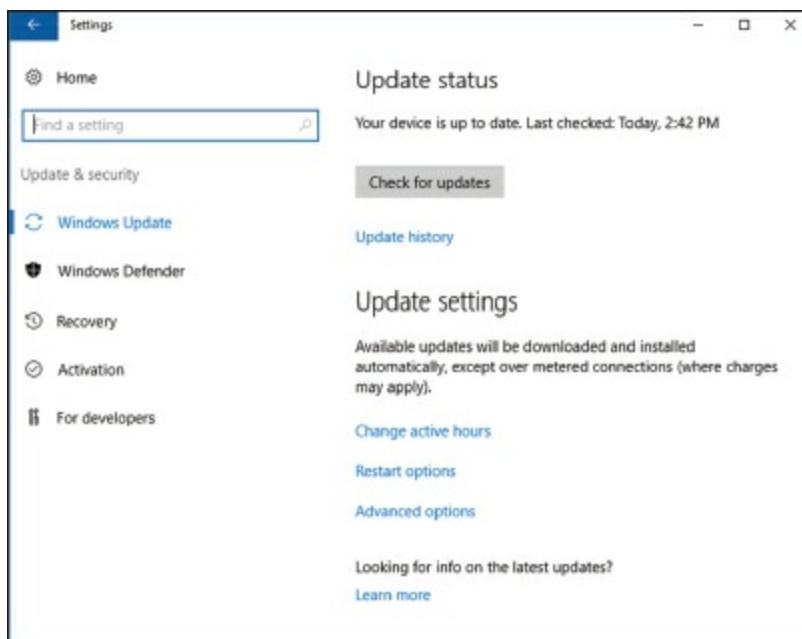 Settings
Home
Find a setting
Update & security
Windows Update
Windows Defender
Recovery
Activation
For developers
Update status
Your device is up to date. Last checked: Today, 2:42 PM
Check for updates
Update history
Update settings
Available updates will be downloaded and installed
automatically, except over metered connections (where charges
may apply).
Change active hours
Restart options
Advanced options
Looking for info on the latest updates?
Learn more